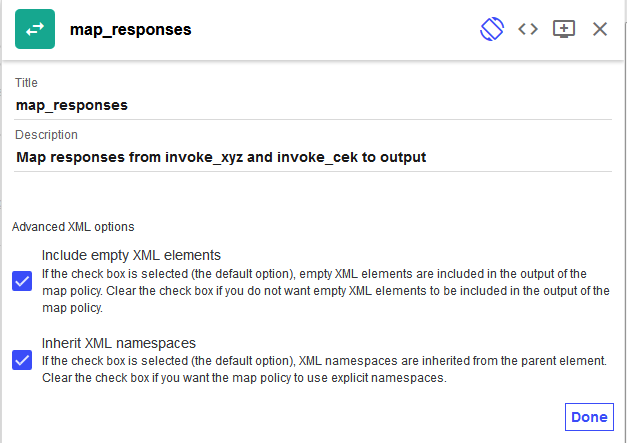 map_responses
Title
map_responses
Description
Map responses from invoke_xyz and invoke_cek to output
Advanced XML options
Include empty XML elements
If the check box is selected (the default option), empty XML elements are included in the output of the
map policy. Clear the check box if you do not want empty XML elements to be included in the output of the
map policy.
Inherit XML namespaces
If the check box is selected (the default option), XML namespaces are inherited from the parent element.
Clear the check box if you want the map policy to use explicit namespaces.
Done